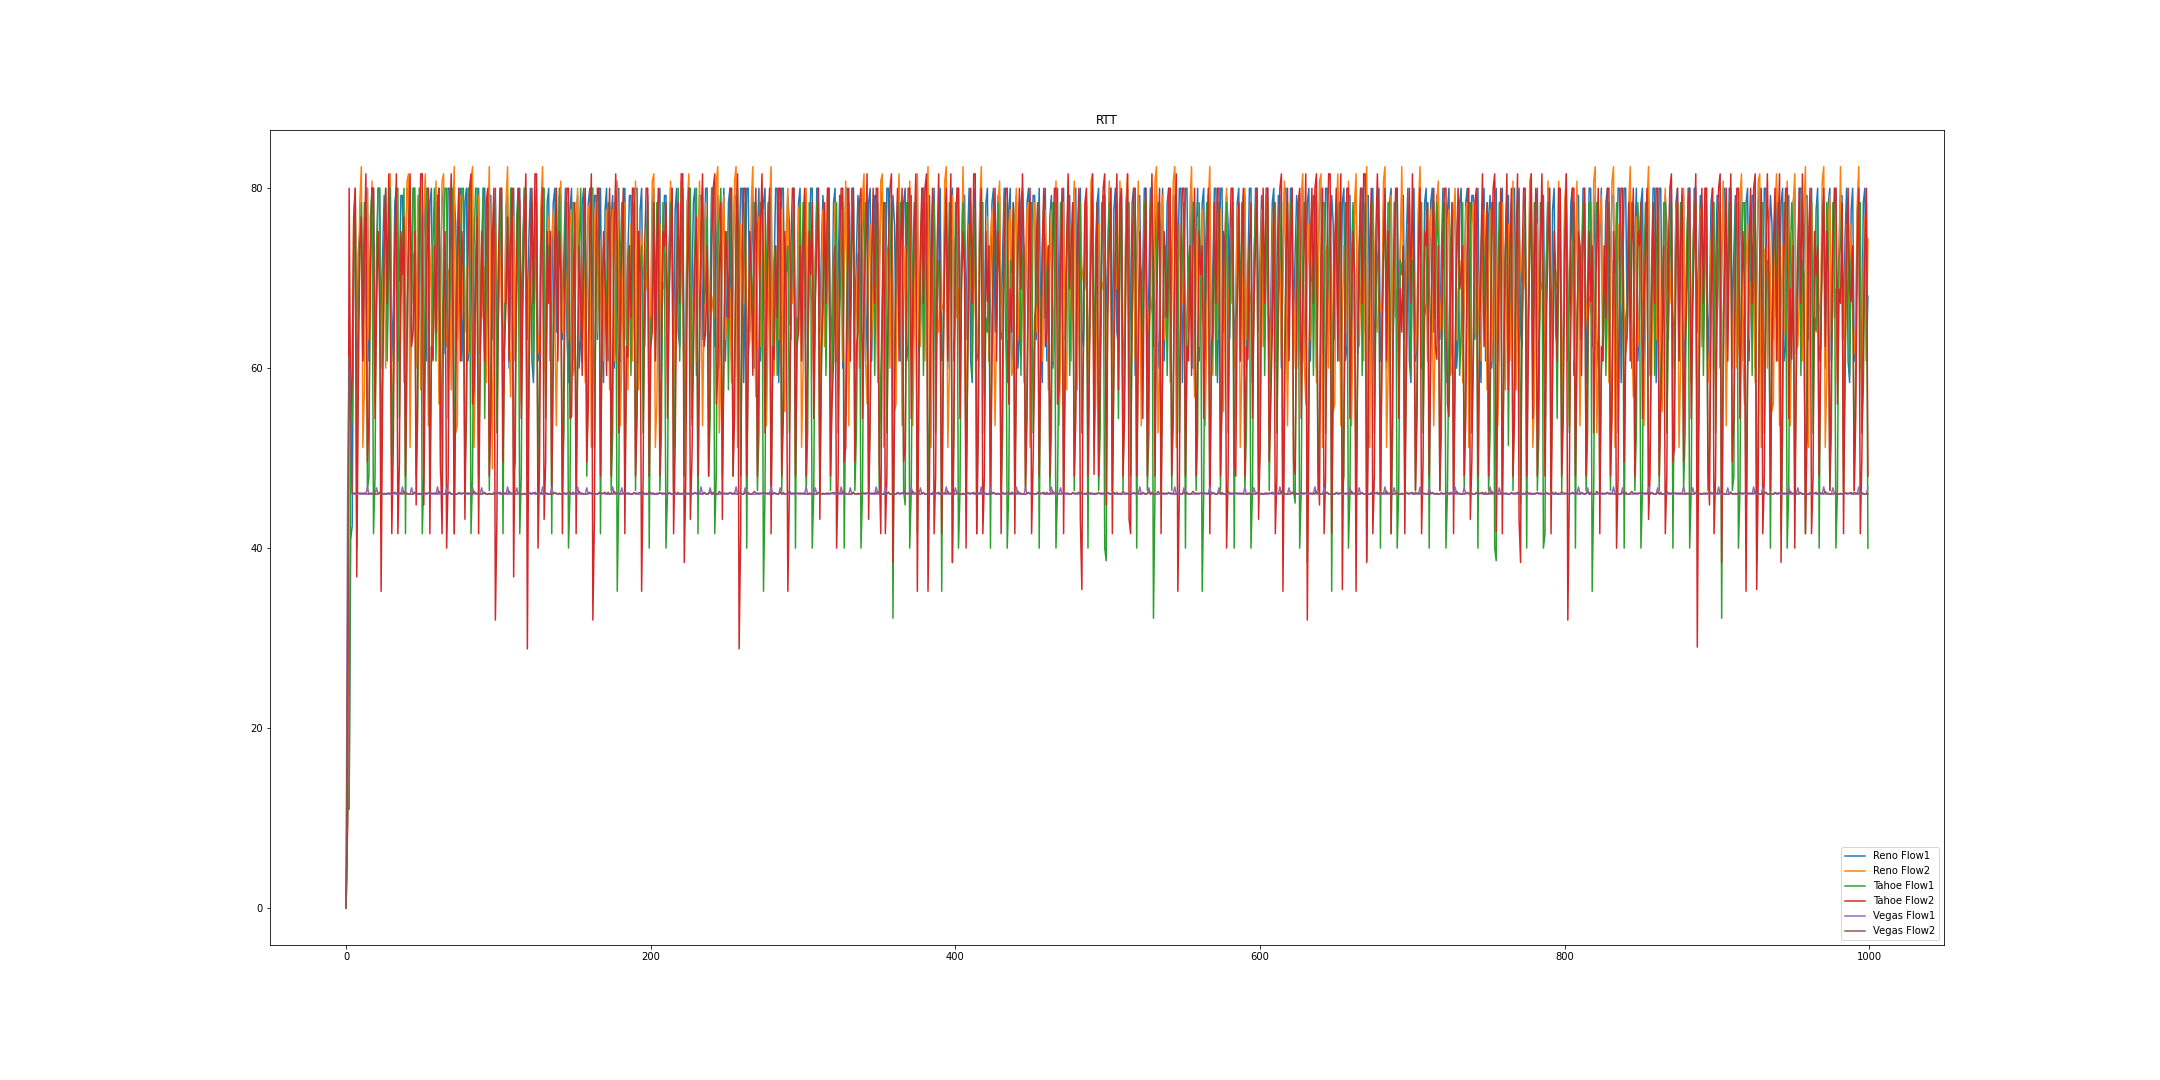 RTT
80
60
40
20
0
0 200 400 600 800 1000
Reno Flow1
Reno Flow2
Tahoe Flow1
Tahoe Flow2
Vegas Flow1
Vegas Flow2